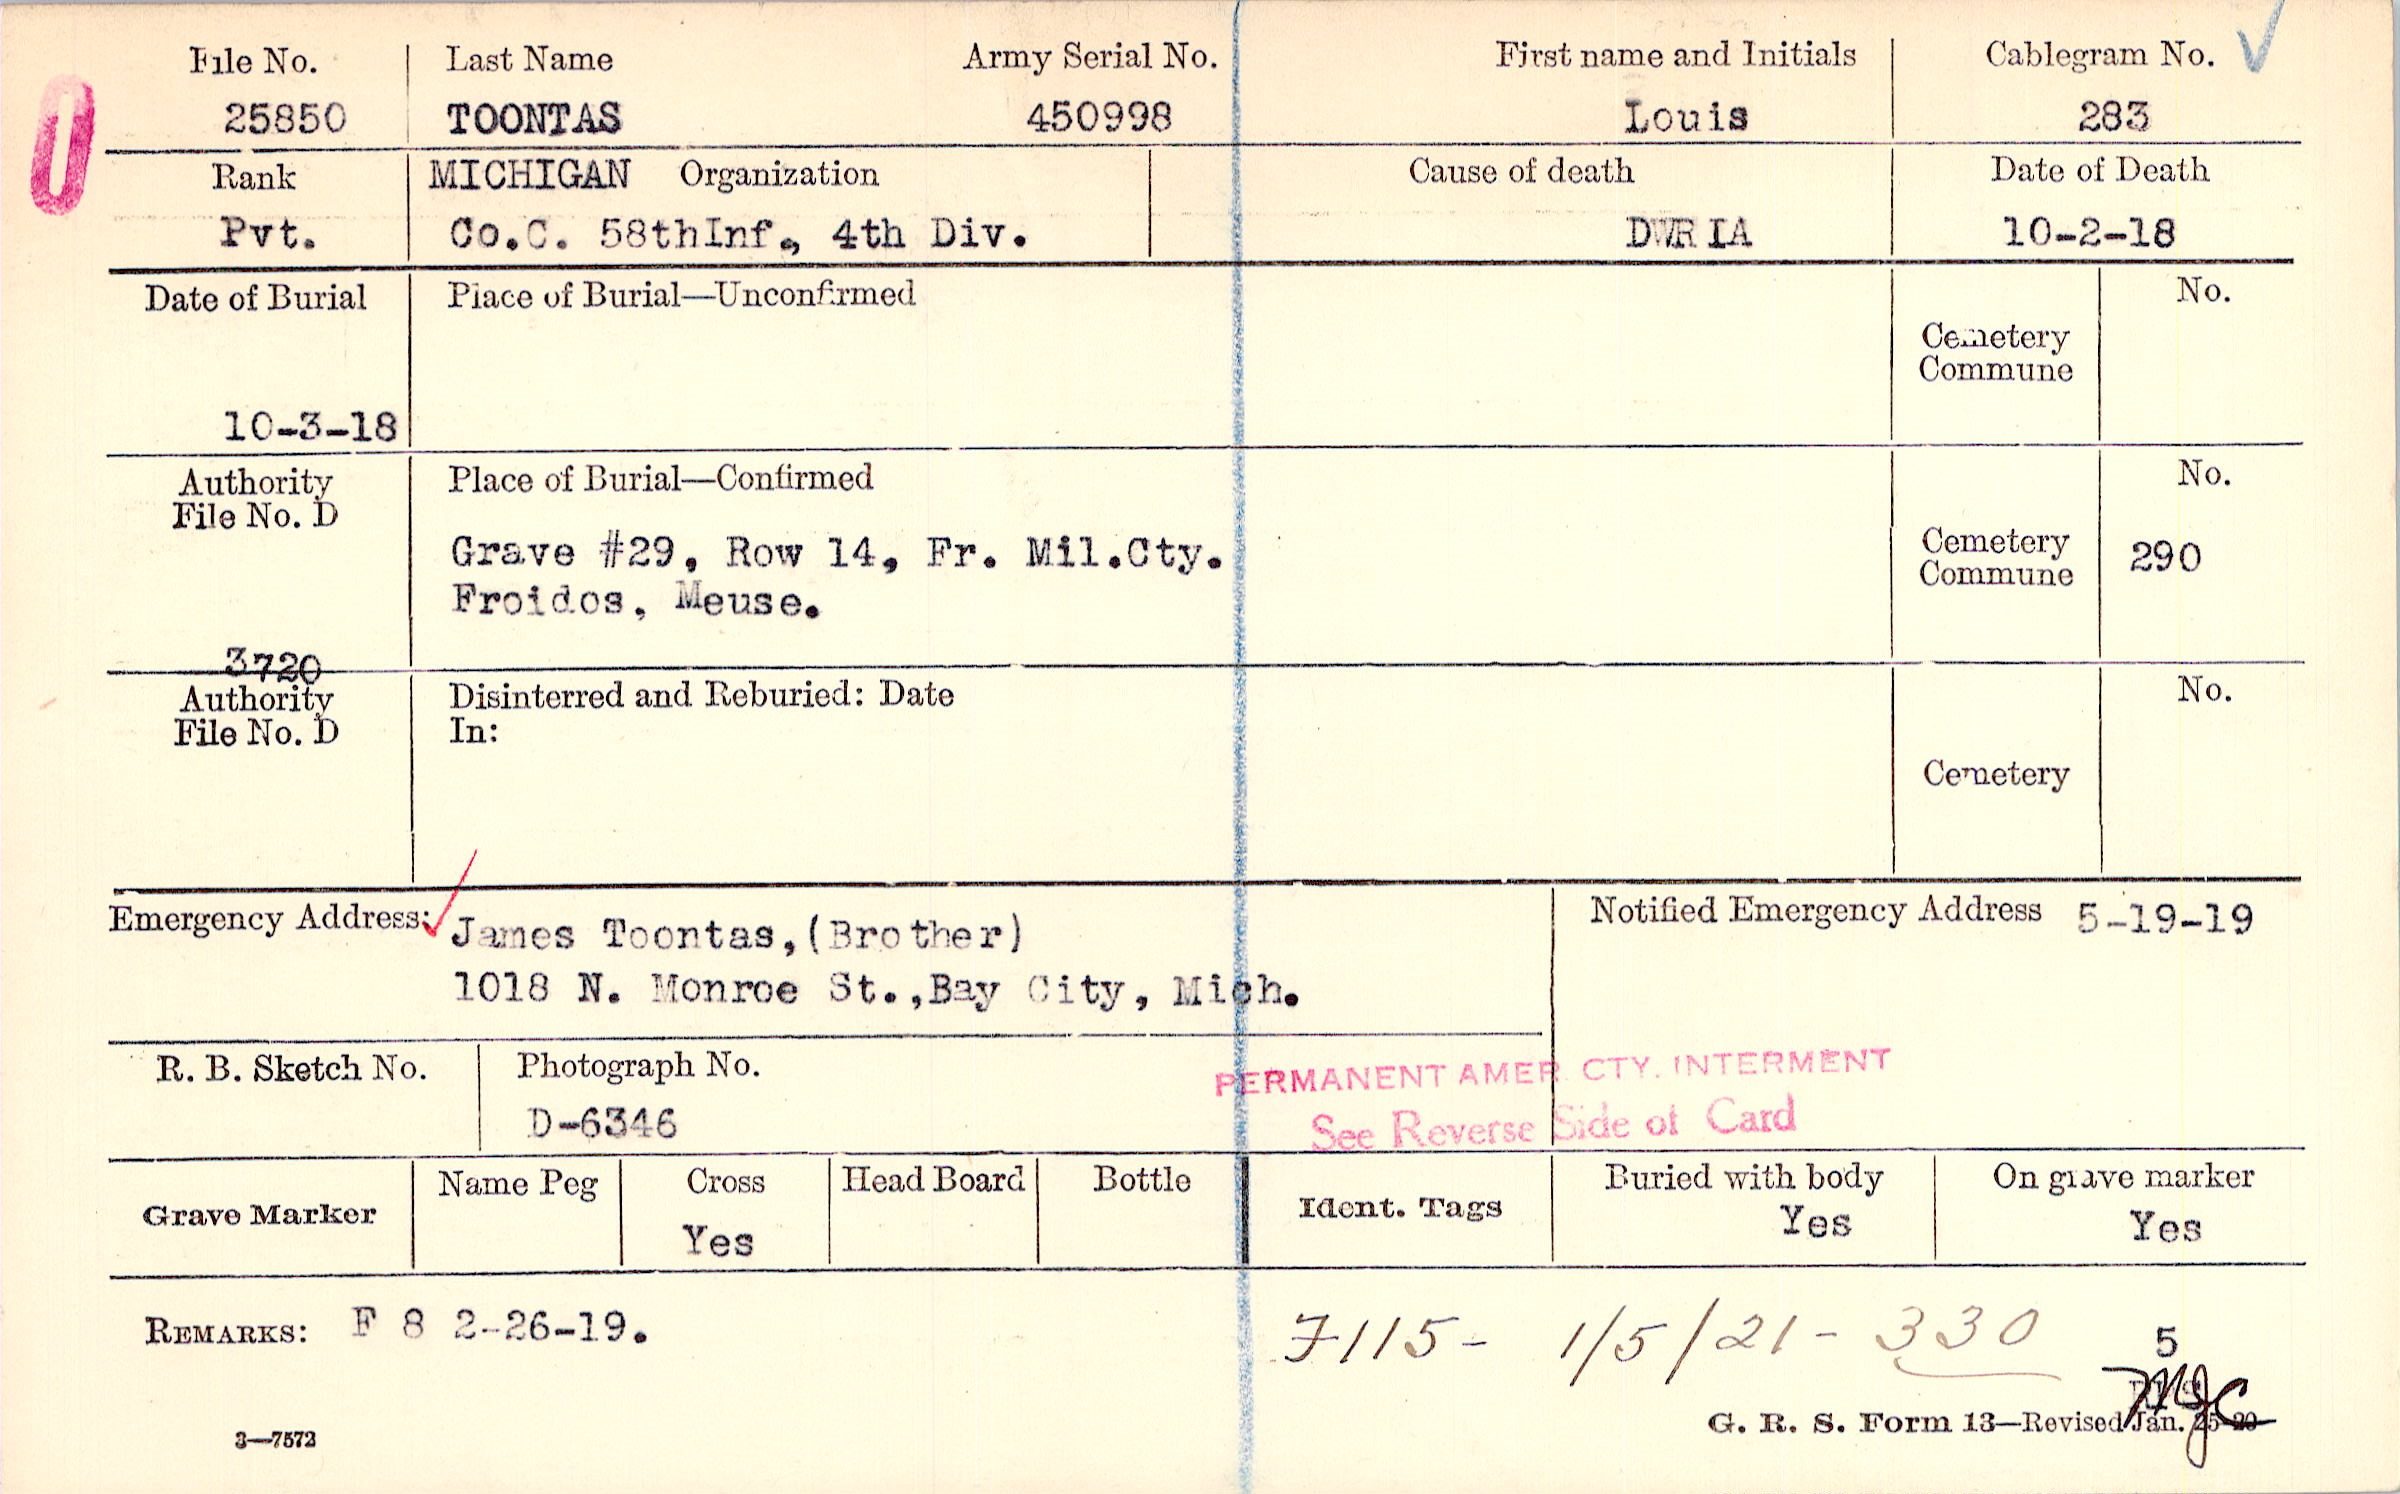 File No. Last Name Army Serial No. First name and Initials Cablegram No.
25850 TOONTAS 450998 Louis 283
Rank MICHIGAN Organization Cause of death Date of Death
Pvt. Co.C. 58thInf., 4th Div. DWRIA 10-2-18
Date of Burial Place of Burial—Unconfirmed No.
Cemetery
Commune
10-3-18
Authority Place of Burial—Confirmed No.
File No. D
Grave #29, Row 14, Fr. Mil.Cty. Cemetery 290
Froidos, Meuse. Commune
3720
Authority Disinterred and Reburied: Date No.
File No. D In:
Cemetery
Emergency Address: James Toontas,(Brother) Notified Emergency Address 5-19-19
1018 N. Monroe St.,Bay City, Mich.
R. B. Sketch No. Photograph No. PERMANENT AMER. CTY. INTERMENT
D-6346 See Reverse Side of Card
Grave Marker Name Peg Cross Head Board Bottle Ident. Tags Buried with body On grave marker
Yes Yes Yes
REMARKS: F 8 2-26-19. F115- 1/5/21- 330 5
G. R. S. Form 13—Revised Jan. 25-20
3—7572